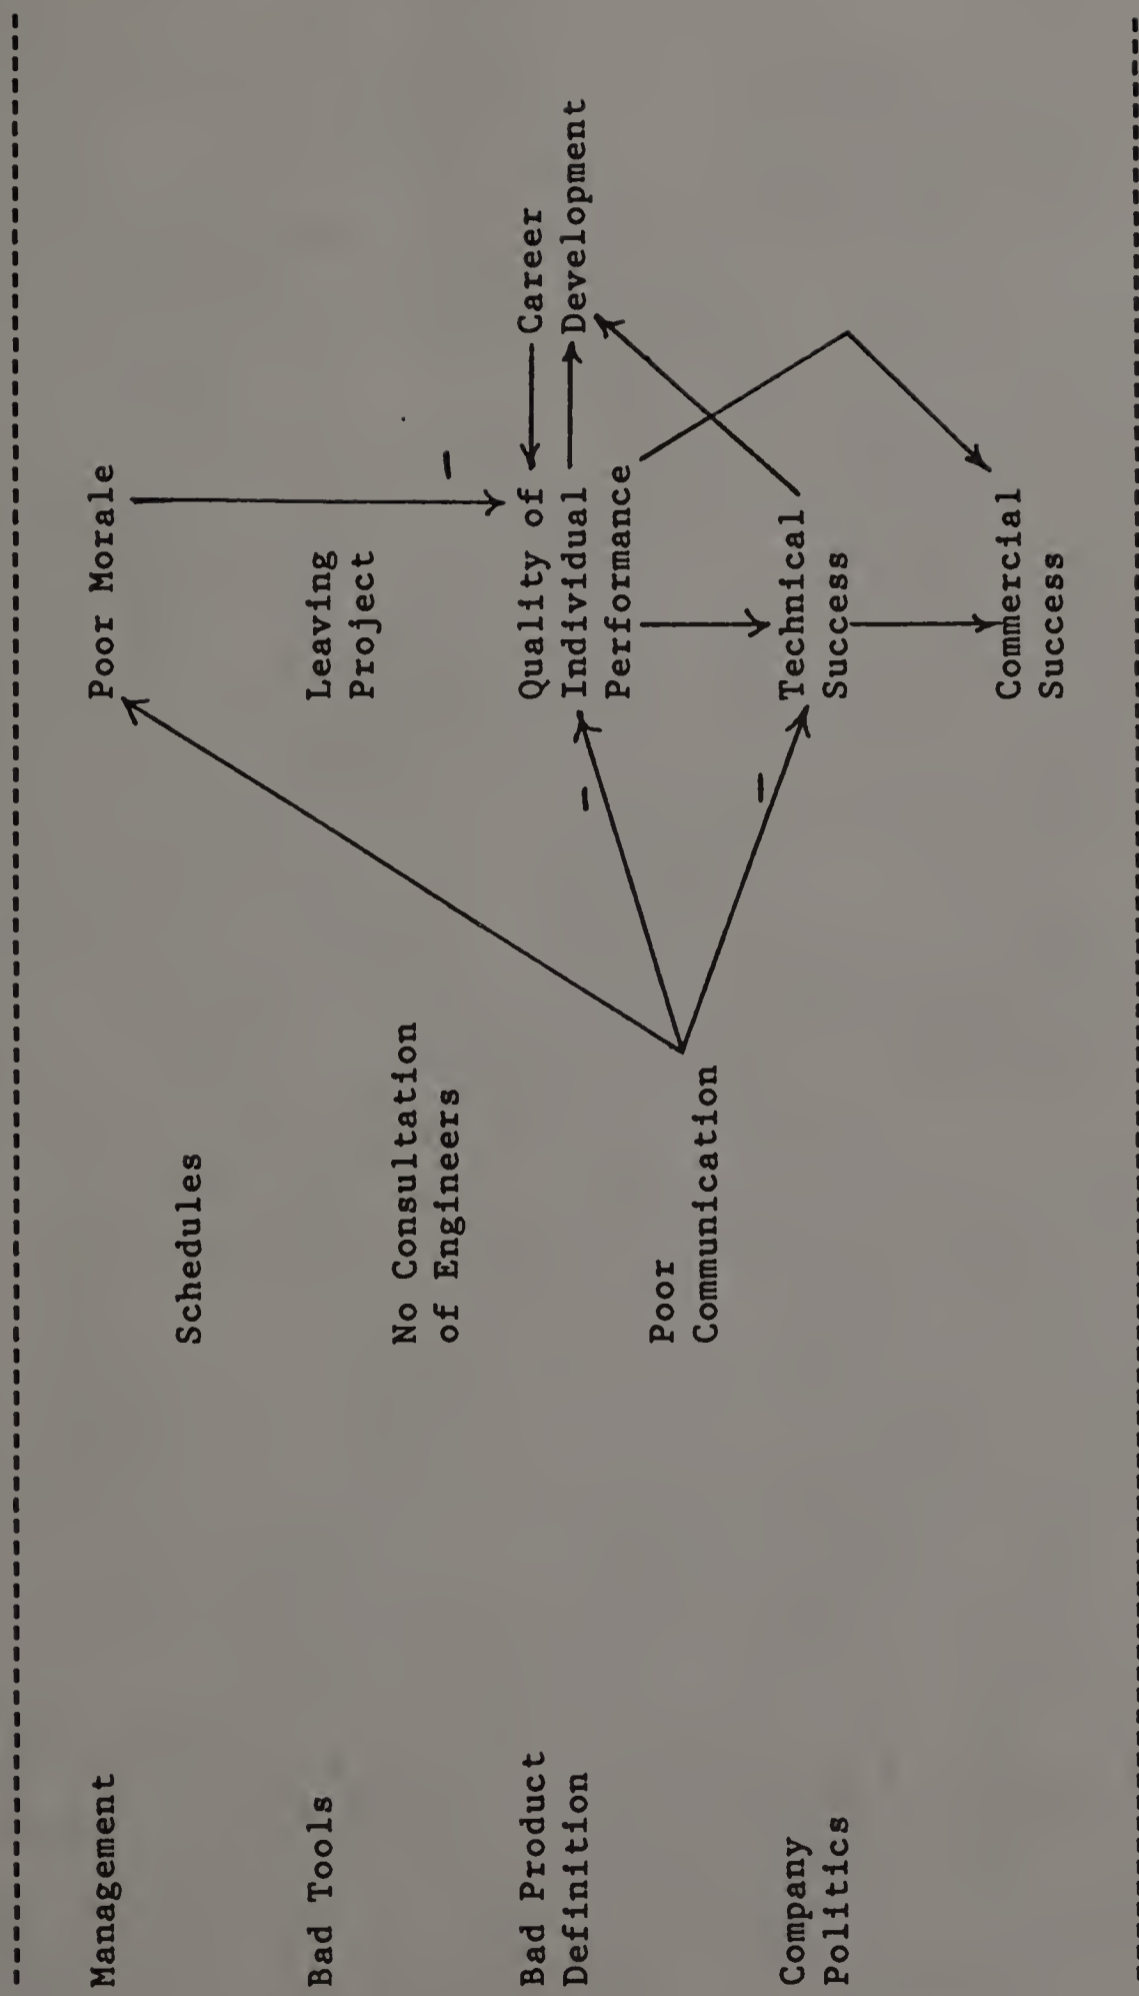 Management
Bad Tools
Bad Product
Definition
Company
Politics
Schedules
No Consultation
of Engineers
Poor
Communication
Poor Morale
Leaving
Project
Quality of
Individual
Performance
Technical
Success
Commercial
Success
Career
Development